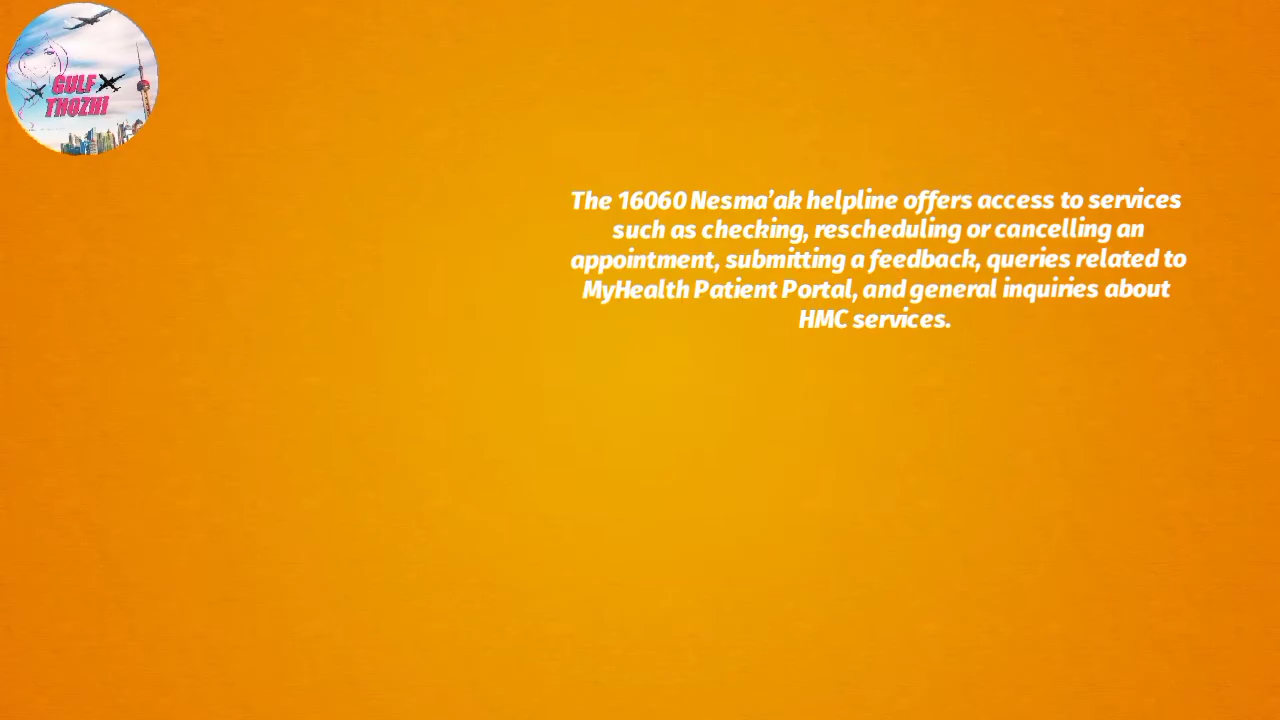 GULF
THOZHI
The 16060 Nesma’ak helpline offers access to services
such as checking, rescheduling or cancelling an
appointment, submitting a feedback, queries related to
MyHealth Patient Portal, and general inquiries about
HMC services.